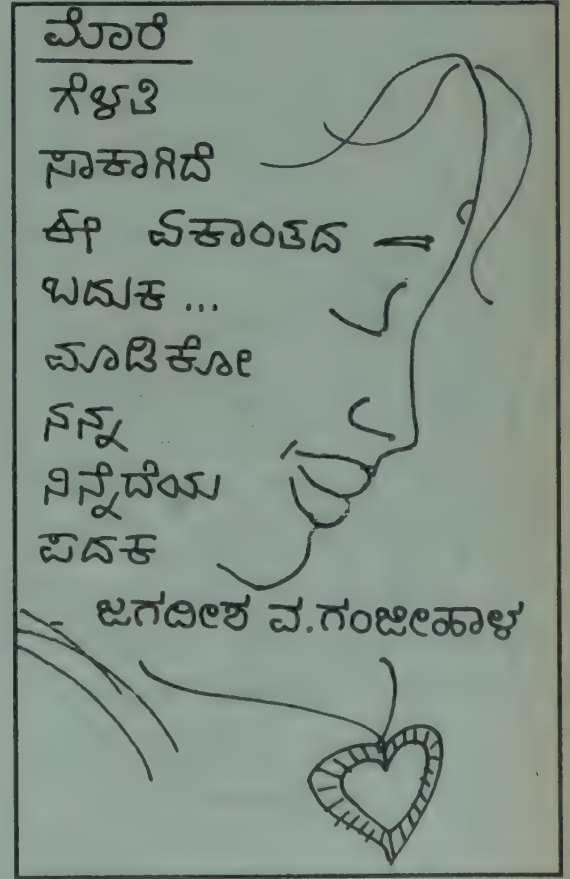 ಮೊರೆ
ಗೆಳತಿ
ಸಾಕಾಗಿದೆ
ಈ ಏಕಾಂತದ
ಬದುಕ ...
ಮಾಡಿಕೋ
ನನ್ನ
ನಿನ್ನೆದೆಯ
ಪದಕ
ಜಗದೀಶ ವ.ಗಂಜೀಹಾಳ